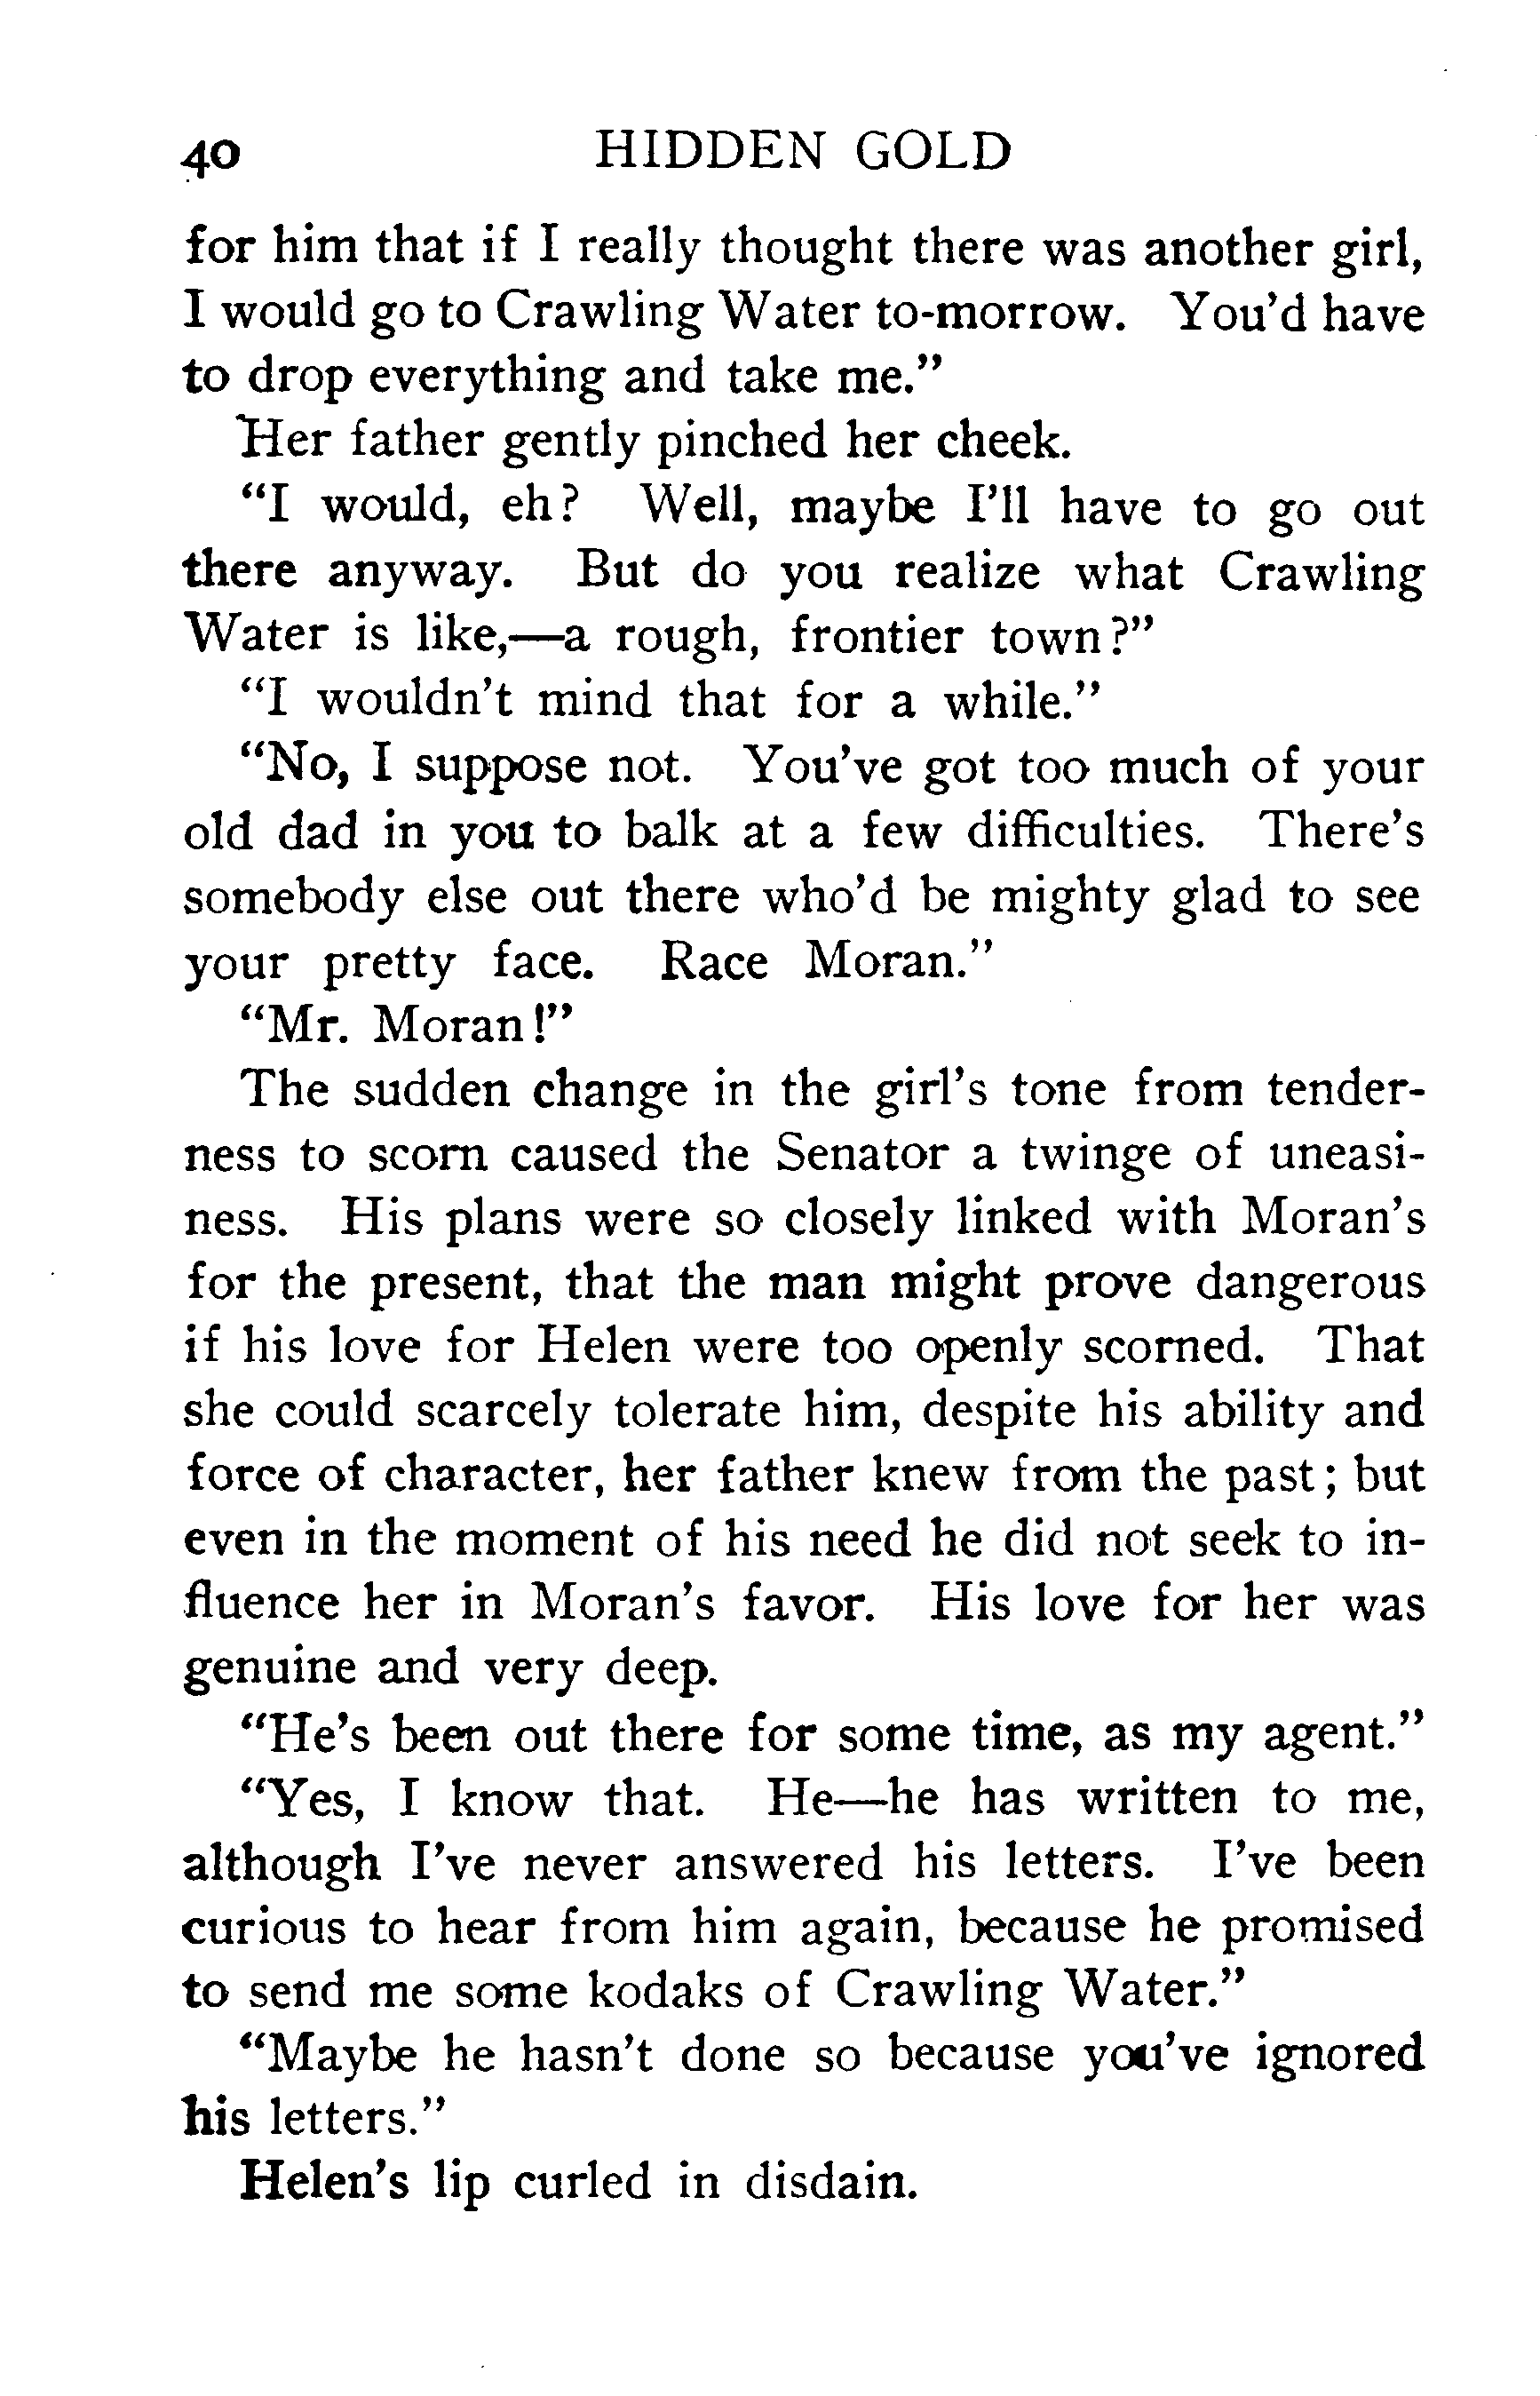 40 HIDDEN GOLD
for him that if I really thought there was another girl,
I would go to Crawling Water to-morrow. You'd have
to drop everything and take me."
Her father gently pinched her cheek.
"I would, eh? Well, maybe I'll have to go out
there anyway. But do you realize what Crawling
Water is like,—a rough, frontier town?"
"I wouldn't mind that for a while."
"No, I suppose not. You've got too much of your
old dad in you to balk at a few difficulties. There's
somebody else out there who'd be mighty glad to see
your pretty face. Race Moran."
"Mr. Moran!"
The sudden change in the girl's tone from tender-
ness to scorn caused the Senator a twinge of uneasi-
ness. His plans were so closely linked with Moran's
for the present, that the man might prove dangerous
if his love for Helen were too openly scorned. That
she could scarcely tolerate him, despite his ability and
force of character, her father knew from the past; but
even in the moment of his need he did not seek to in-
fluence her in Moran's favor. His love for her was
genuine and very deep.
"He's been out there for some time, as my agent."
"Yes, I know that. He—he has written to me,
although I've never answered his letters. I've been
curious to hear from him again, because he promised
to send me some kodaks of Crawling Water."
"Maybe he hasn't done so because you've ignored
his letters."
Helen's lip curled in disdain.